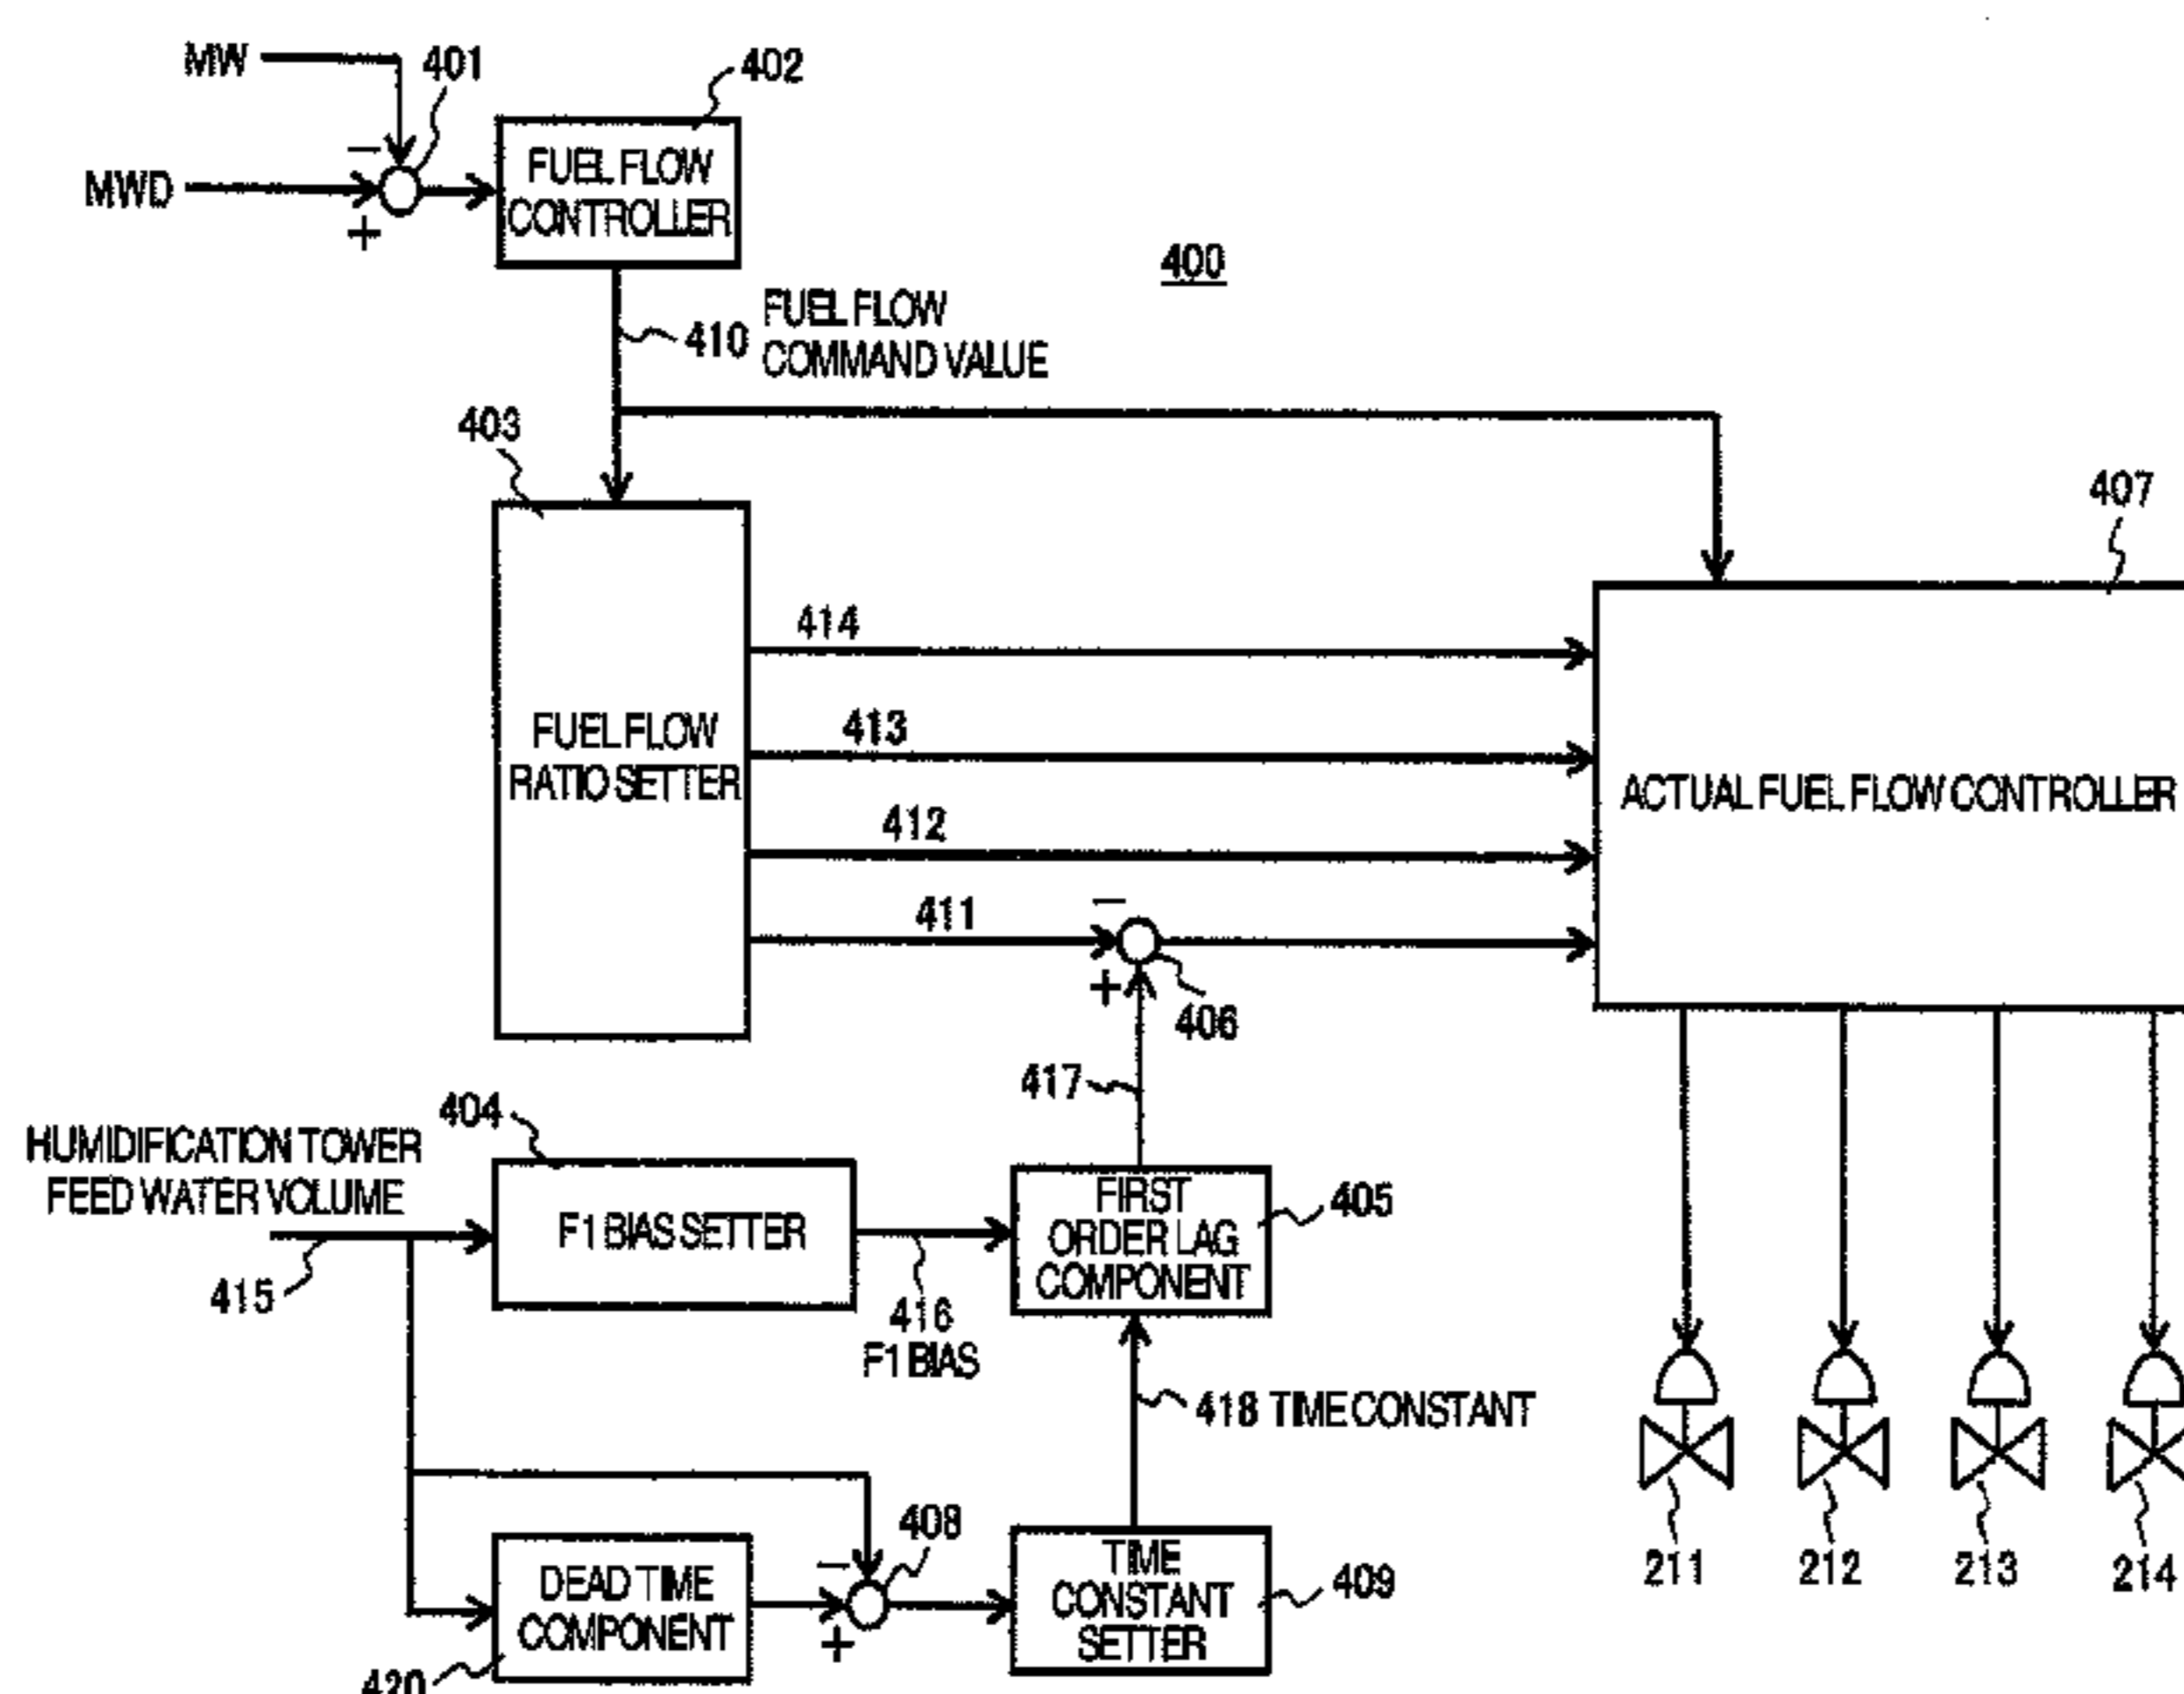 MW
401
402
MWD
−
+
FUEL FLOW
CONTROLLER
400
410
FUEL FLOW
COMMAND VALUE
403
407
414
FUEL FLOW
RATIO SETTER
413
ACTUAL FUEL FLOW CONTROLLER
412
411
−
+
406
417
404
HUMIDIFICATION TOWER
FEED WATER VOLUME
415
F1 BIAS SETTER
416
F1 BIAS
FIRST
ORDER LAG
COMPONENT
405
418 TIME CONSTANT
408
−
+
DEAD TIME
COMPONENT
420
TIME
CONSTANT
SETTER
409
211
212
213
214